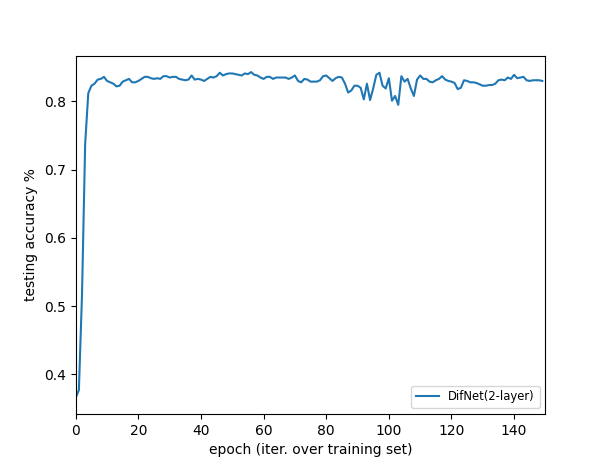 0.8
0.7
0.6
0.5
0.4
testing accuracy %
DifNet(2-layer)
0 20 40 60 80 100 120 140
epoch (iter. over training set)